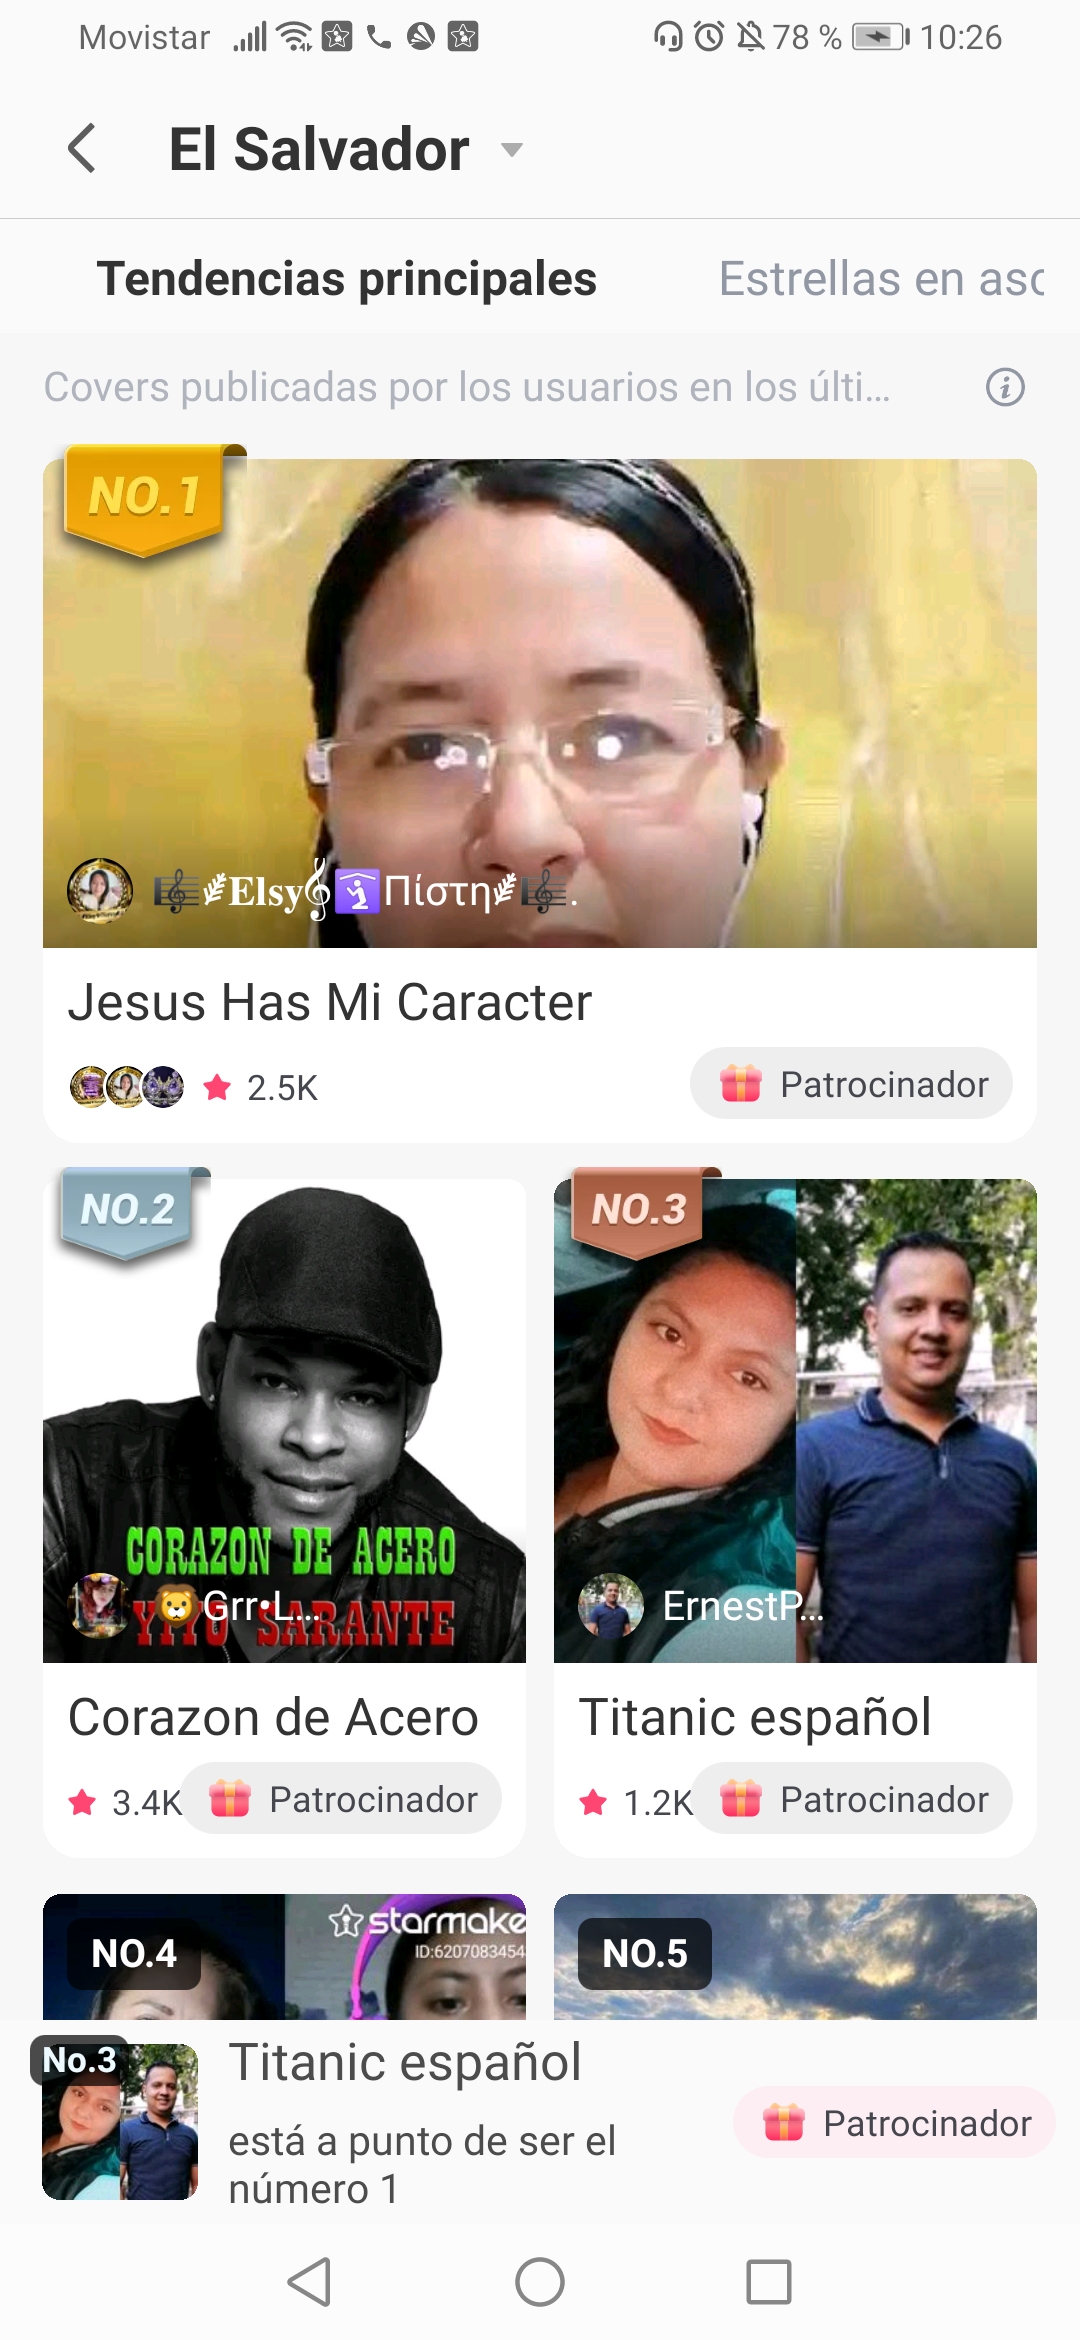 Movistar 78 % 10:26
El Salvador
Tendencias principales Estrellas en asc
Covers publicadas por los usuarios en los últi...
NO.1
🎼Elsy🛐Πίστη🎼.
Jesus Has Mi Caracter
2.5K Patrocinador
NO.2
CORAZON DE ACERO
YIYO SARANTE
🦁Grr•L...
Corazon de Acero
3.4K Patrocinador
NO.3
ErnestP...
Titanic español
1.2K Patrocinador
NO.4
starmake
ID:6207083454
NO.5
No.3
Titanic español
está a punto de ser el
número 1
Patrocinador